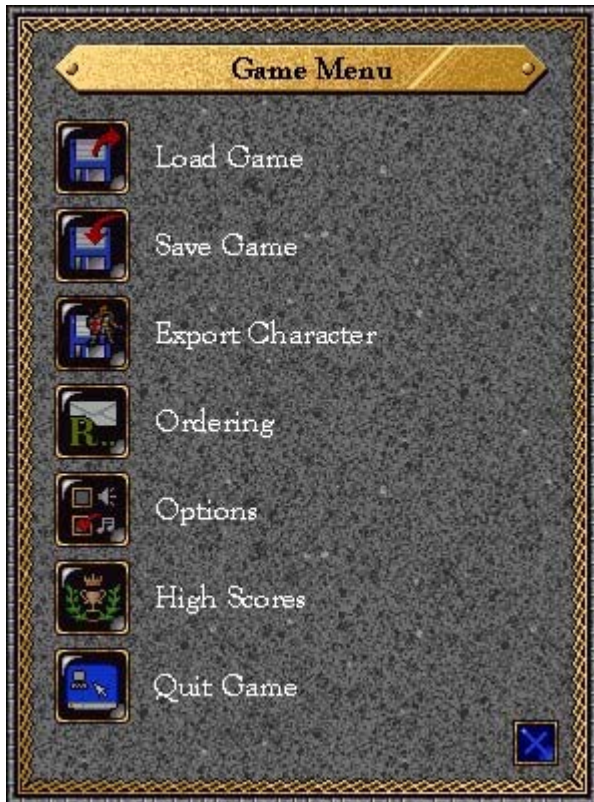 Game Menu
Load Game
Save Game
Export Character
R...
Ordering
Options
High Scores
Quit Game